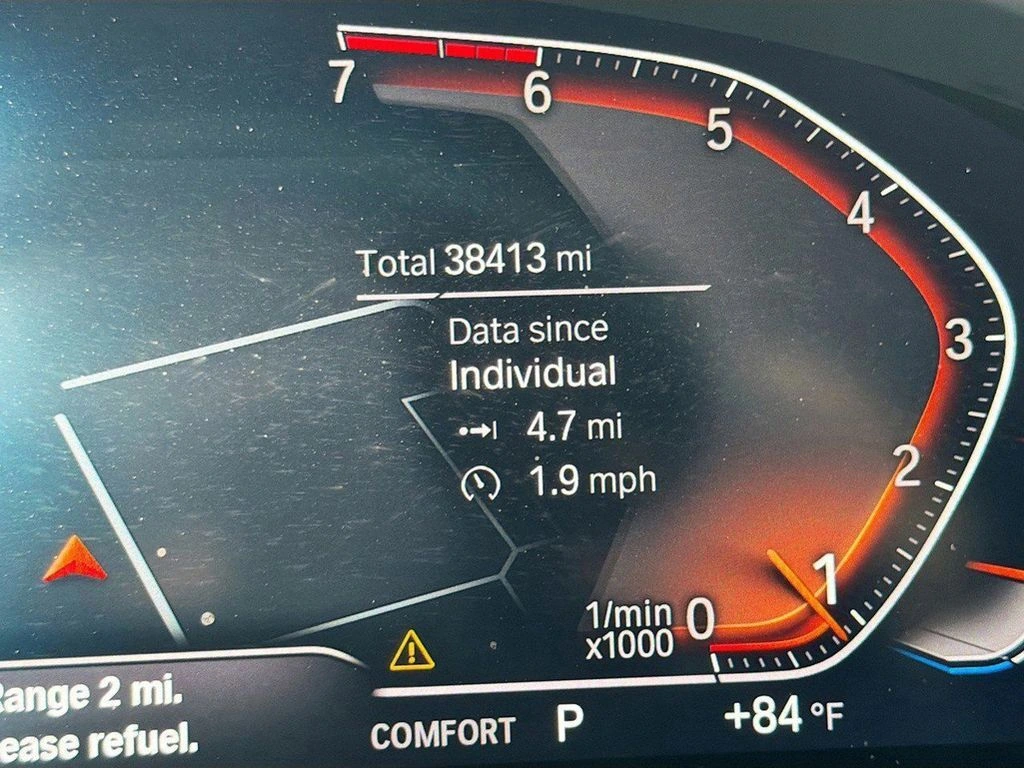 7
6
5
4
Total 38413 mi
3
Data since
Individual
4.7 mi
2
1.9 mph
1
1/min 0
x1000
Range 2 mi.
ease refuel.
COMFORT P +84 °F